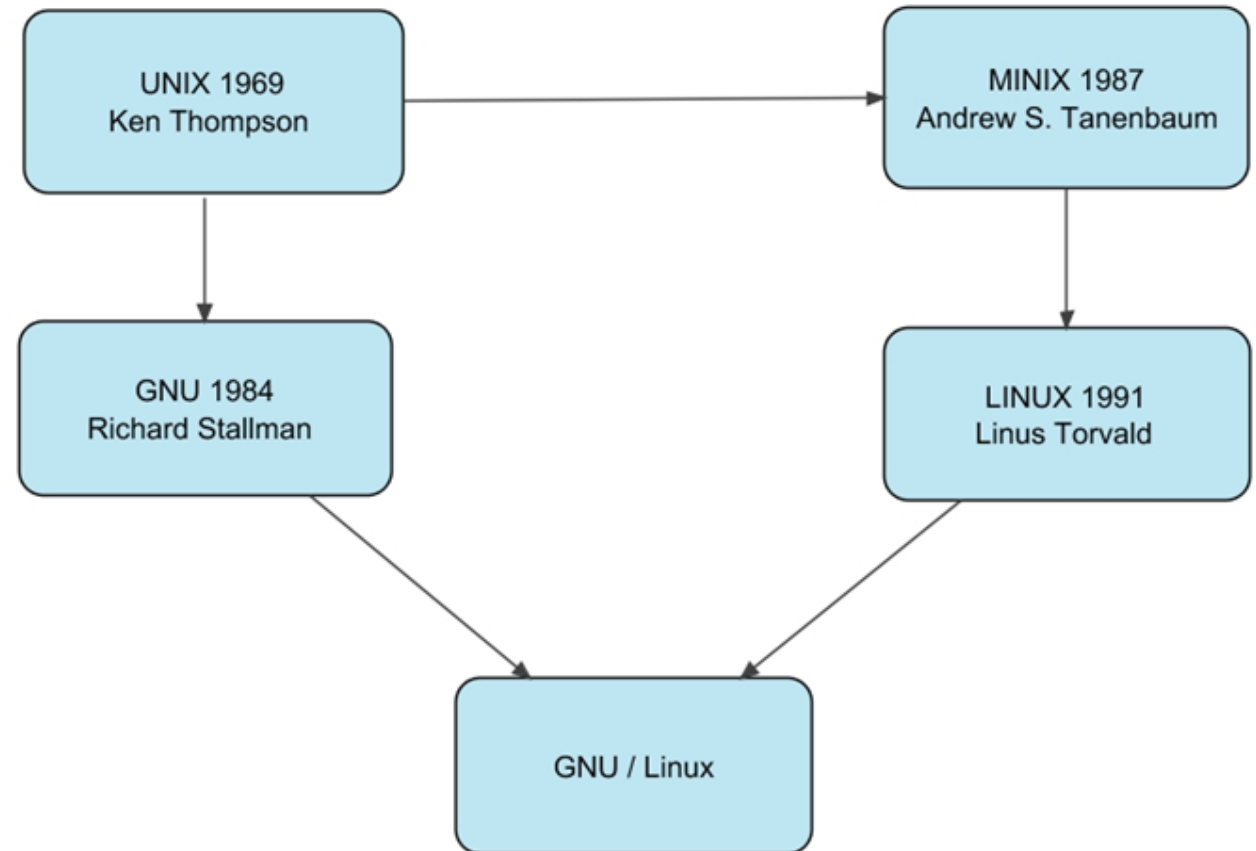 UNIX 1969
Ken Thompson
MINIX 1987
Andrew S. Tanenbaum
GNU 1984
Richard Stallman
LINUX 1991
Linus Torvald
GNU / Linux